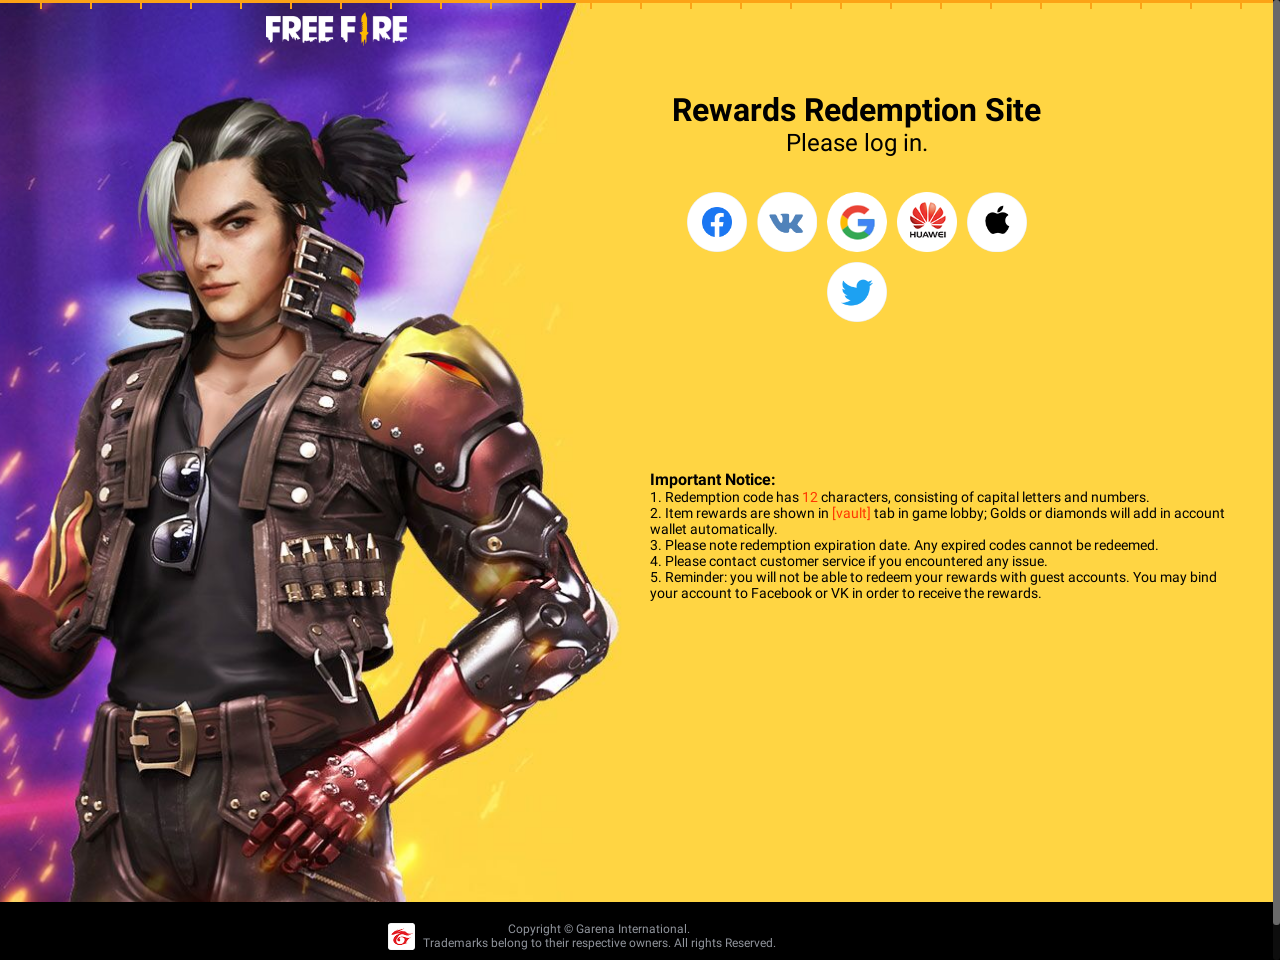 FREE FIRE
Rewards Redemption Site
Please log in.
HUAWEI
Important Notice:
1. Redemption code has 12 characters, consisting of capital letters and numbers.
2. Item rewards are shown in [vault] tab in game lobby; Golds or diamonds will add in account
wallet automatically.
3. Please note redemption expiration date. Any expired codes cannot be redeemed.
4. Please contact customer service if you encountered any issue.
5. Reminder: you will not be able to redeem your rewards with guest accounts. You may bind
your account to Facebook or VK in order to receive the rewards.
Copyright © Garena International.
Trademarks belong to their respective owners. All rights Reserved.